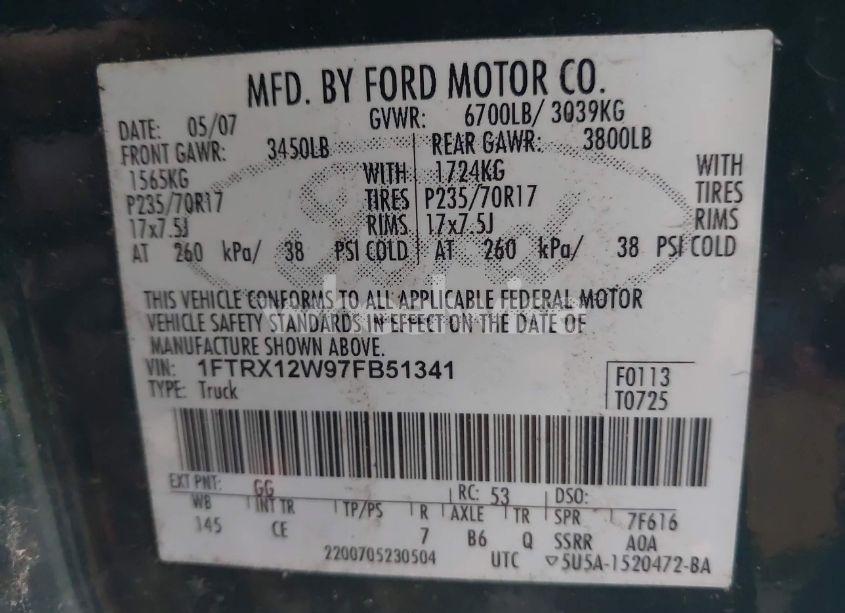 MFD. BY FORD MOTOR CO.
DATE: 05/07 GVWR: 6700LB/ 3039KG
FRONT GAWR: 3450LB REAR GAWR: 3800LB
1565KG WITH 1724KG WITH
P235/70R17 TIRES P235/70R17 TIRES
17x7.5J RIMS 17x7.5J RIMS
AT 260 kPa/ 38 PSI COLD AT 260 kPa/ 38 PSI COLD
THIS VEHICLE CONFORMS TO ALL APPLICABLE FEDERAL MOTOR
VEHICLE SAFETY STANDARDS IN EFFECT ON THE DATE OF
MANUFACTURE SHOWN ABOVE.
VIN: 1FTRX12W97FB51341
TYPE: Truck
F0113
T0725
EXT PNT: GG RC: 53 DSO:
WB INT TR TP/PS R AXLE TR SPR 7F616
145 CE 7 B6 Q SSRR A0A
2200705230504 UTC ▽5U5A-1520472-BA